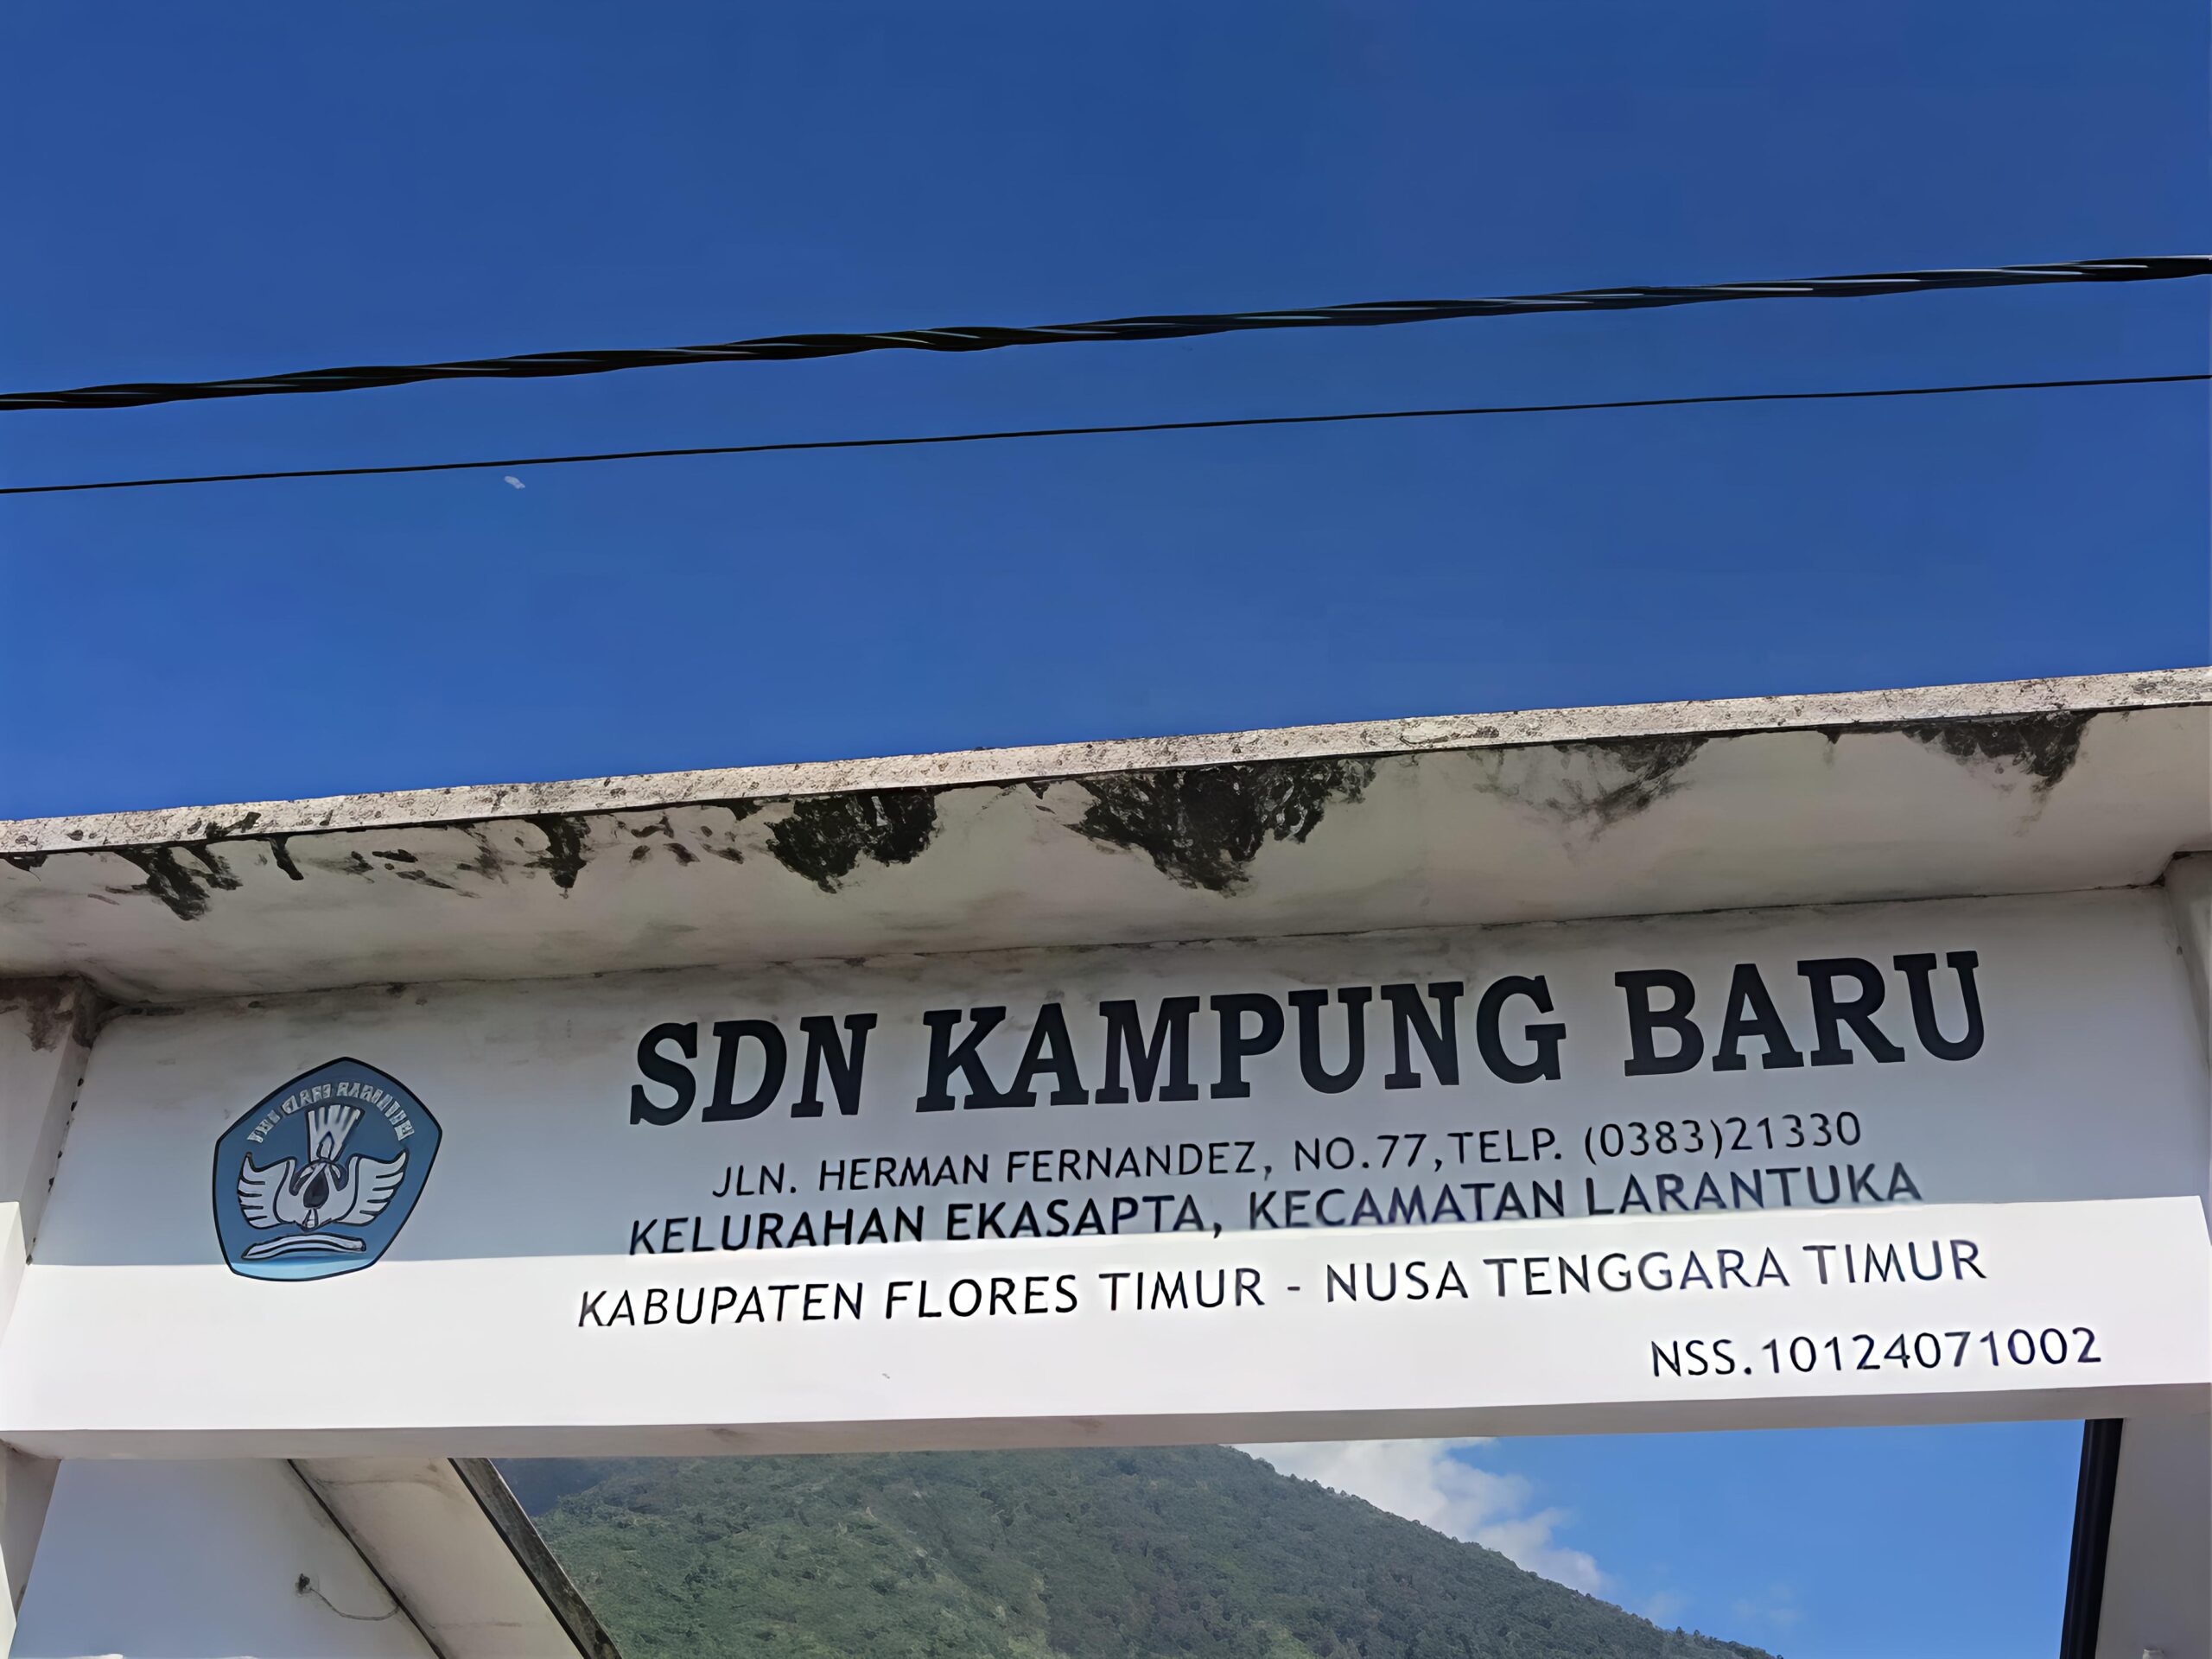 SDN KAMPUNG BARU
JLN. HERMAN FERNANDEZ, NO.77,TELP. (0383)21330
KELURAHAN EKASAPTA, KECAMATAN LARANTUKA
KABUPATEN FLORES TIMUR - NUSA TENGGARA TIMUR
NSS.10124071002